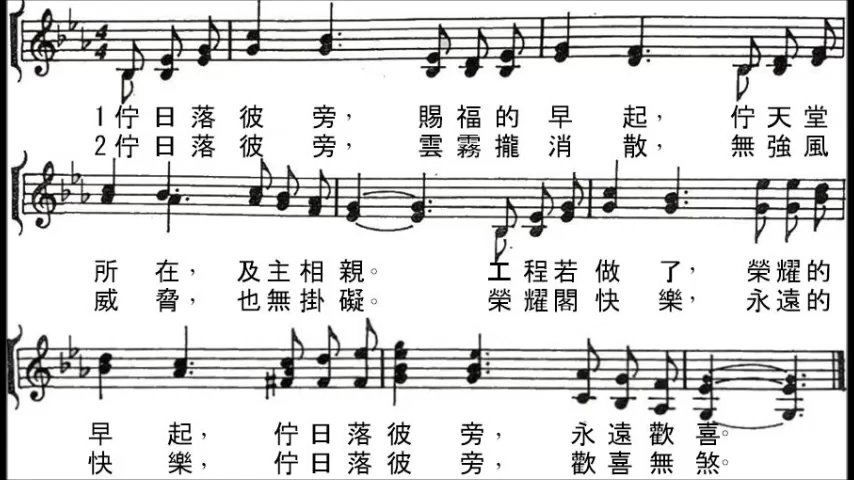 1佇日落彼旁，賜福的早起，佇天堂
2佇日落彼旁，雲霧攏消散，無強風
所在，及主相親。工程若做了，榮耀的
威脅，也無掛礙。榮耀閣快樂，永遠的
早起，佇日落彼旁，永遠歡喜。
快樂，佇日落彼旁，歡喜無煞。